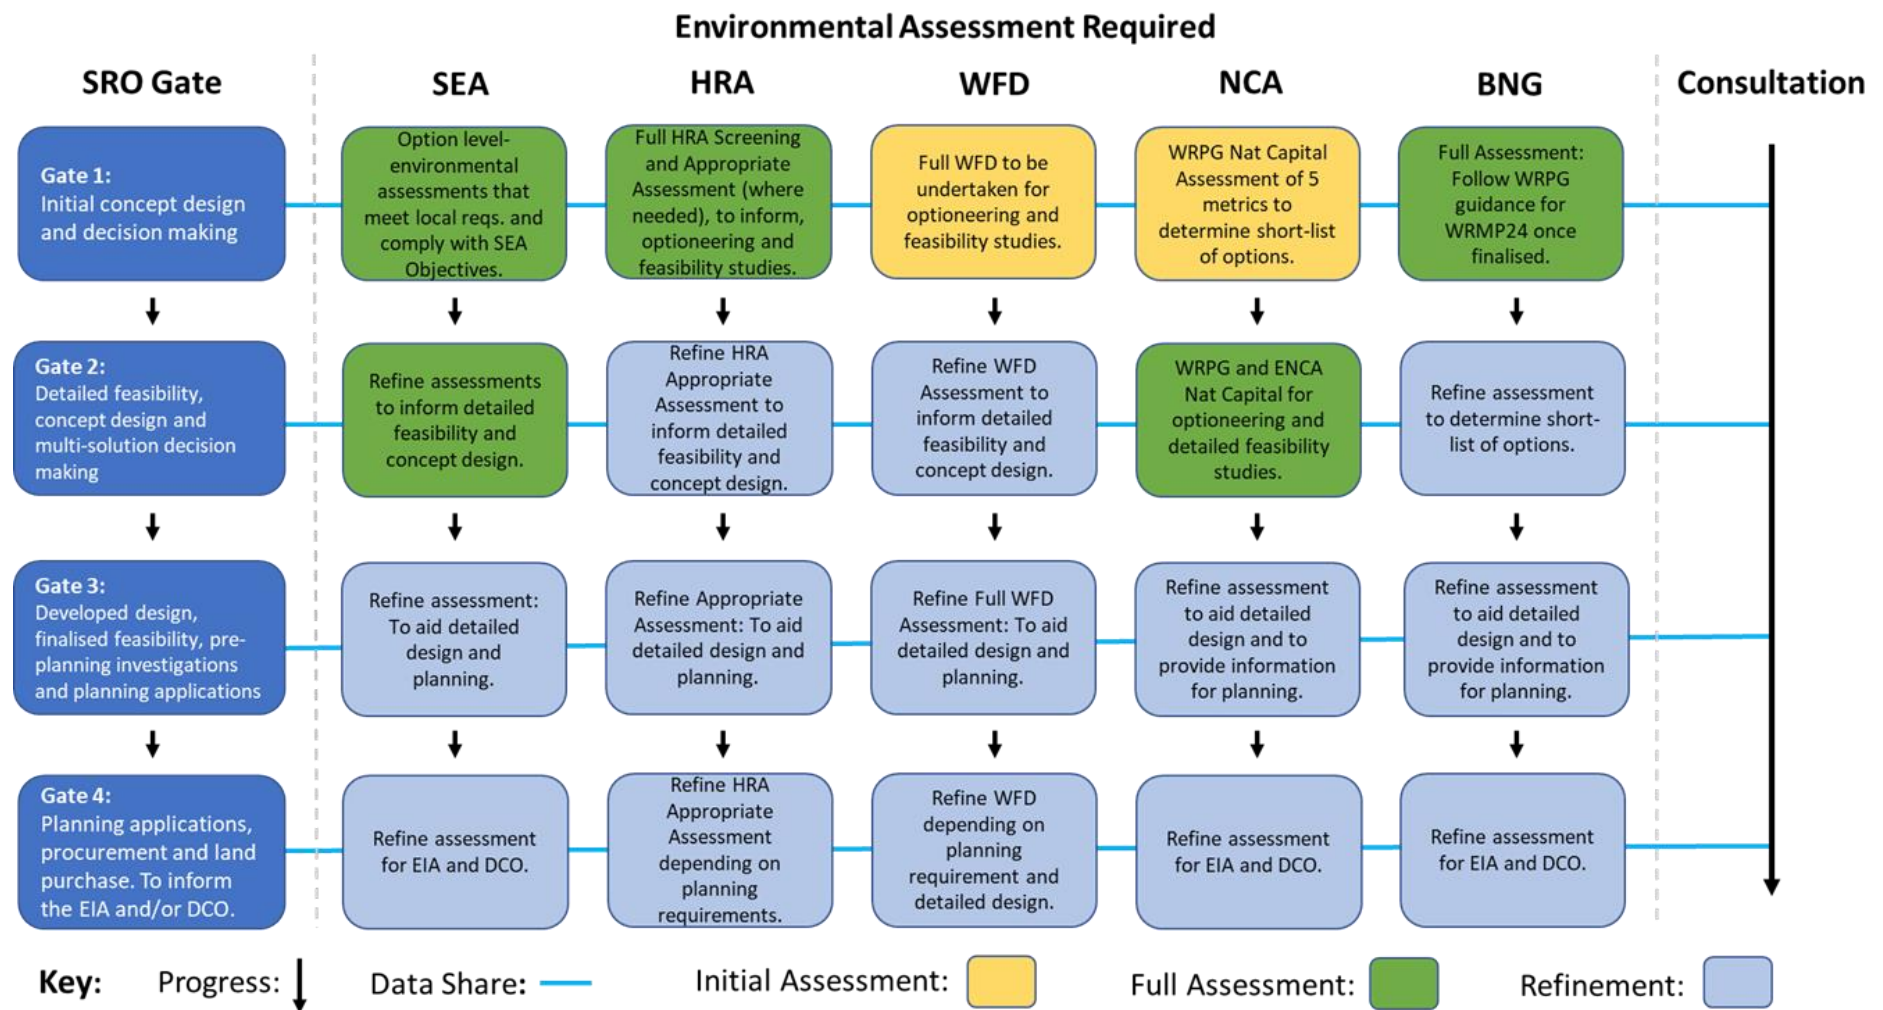 Environmental Assessment Required
SRO Gate
SEA
HRA
WFD
NCA
BNG
Consultation
Gate 1:
Initial concept design
and decision making
Option level-
environmental
assessments that
meet local reqs. and
comply with SEA
Objectives.
Full HRA Screening
and Appropriate
Assessment (where
needed), to inform,
optioneering and
feasibility studies.
Full WFD to be
undertaken for
optioneering and
feasibility studies.
WRPG Nat Capital
Assessment of 5
metrics to
determine short-list
of options.
Full Assessment:
Follow WRPG
guidance for
WRMP24 once
finalised.
Gate 2:
Detailed feasibility,
concept design and
multi-solution decision
making
Refine assessments
to inform detailed
feasibility and
concept design.
Refine HRA
Appropriate
Assessment to
inform detailed
feasibility and
concept design.
Refine WFD
Assessment to
inform detailed
feasibility and
concept design.
WRPG and ENCA
Nat Capital for
optioneering and
detailed feasibility
studies.
Refine assessment
to determine short-
list of options.
Gate 3:
Developed design,
finalised feasibility, pre-
planning investigations
and planning applications
Refine assessment:
To aid detailed
design and
planning.
Refine Appropriate
Assessment: To aid
detailed design and
planning.
Refine Full WFD
Assessment: To aid
detailed design and
planning.
Refine assessment
to aid detailed
design and to
provide information
for planning.
Refine assessment
to aid detailed
design and to
provide information
for planning.
Gate 4:
Planning applications,
procurement and land
purchase. To inform
the EIA and/or DCO.
Refine assessment
for EIA and DCO.
Refine HRA
Appropriate
Assessment
depending on
planning
requirements.
Refine WFD
depending on
planning
requirement and
detailed design.
Refine assessment
for EIA and DCO.
Refine assessment
for EIA and DCO.
Key:
Progress:
Data Share:
Initial Assessment:
Full Assessment:
Refinement: